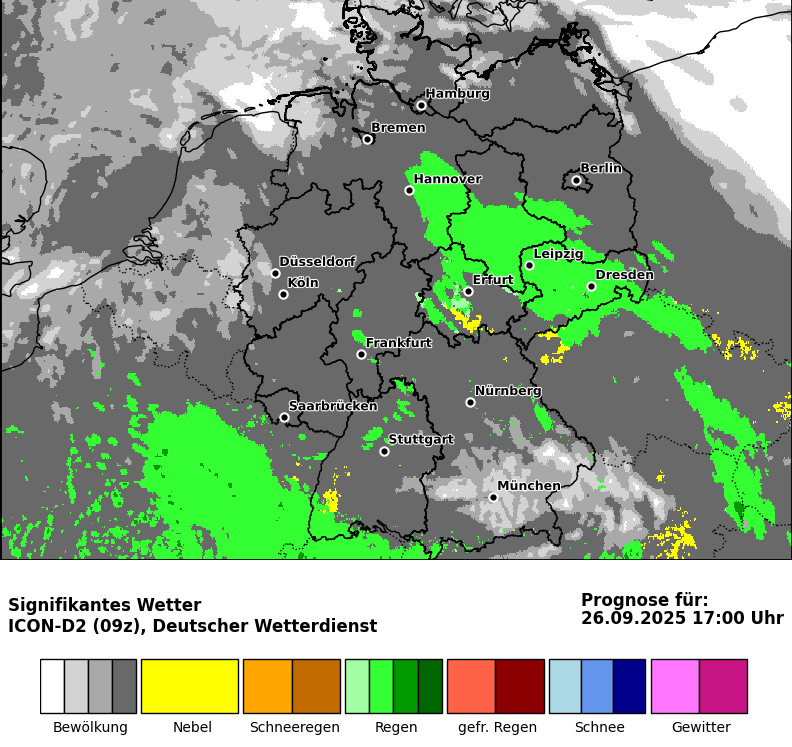 Hamburg
Bremen
Berlin
Hannover
Düsseldorf
Leipzig
Köln
Erfurt
Dresden
Frankfurt
Nürnberg
Saarbrücken
Stuttgart
München
Signifikantes Wetter
ICON-D2 (09z), Deutscher Wetterdienst
Prognose für:
26.09.2025 17:00 Uhr
Bewölkung
Nebel
Schneeregen
Regen
gefr. Regen
Schnee
Gewitter